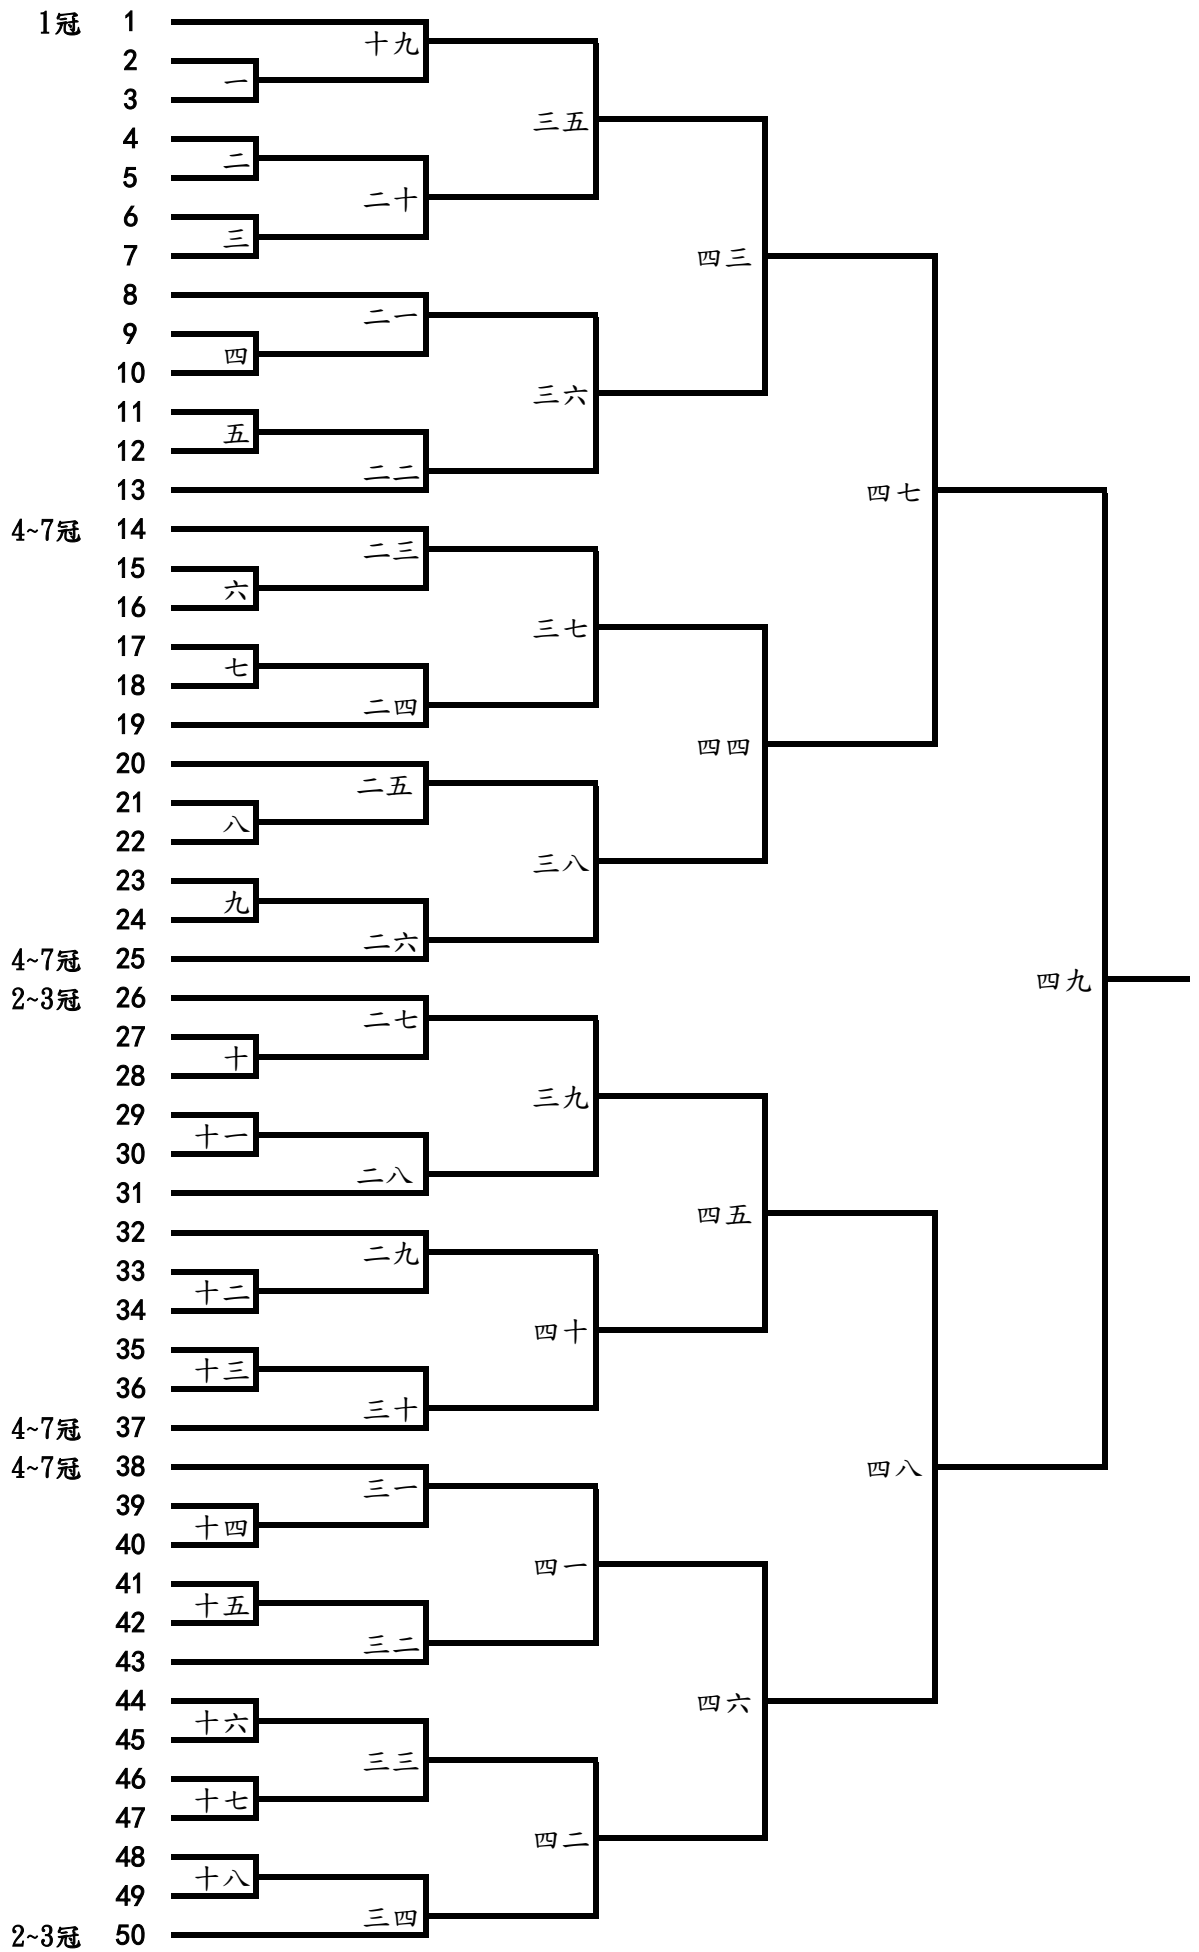 1冠 1
十九
2
一
3
三五
4
二
5
二十
6
三
7
四三
8
二一
9
四
10
三六
11
五
12
二二
13
四七
4~7冠 14
二三
15
六
16
三七
17
七
18
二四
19
四四
20
二五
21
八
22
三八
23
九
24
二六
4~7冠 25
四九
2~3冠 26
二七
27
十
28
三九
29
十一
30
二八
31
四五
32
二九
33
十二
34
四十
35
十三
36
三十
4~7冠 37
4~7冠 38
四八
三一
39
十四
40
四一
41
十五
42
三二
43
44
四六
十六
45
三三
46
十七
47
四二
48
十八
49
三四
2~3冠 50